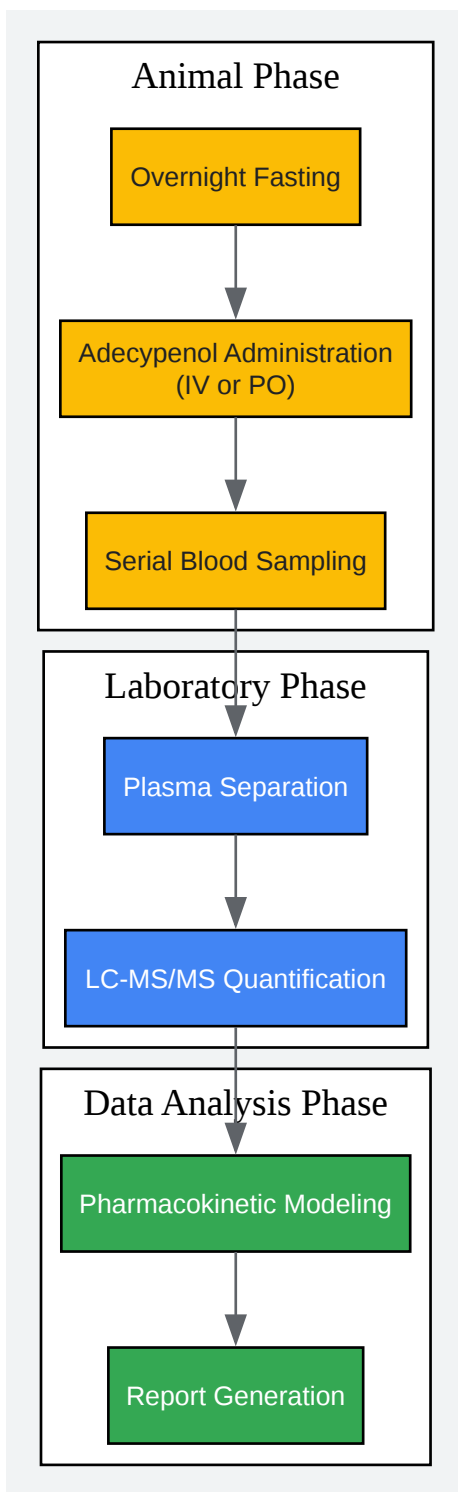 Animal Phase
Overnight Fasting
Adecypenol Administration
(IV or PO)
Serial Blood Sampling
Laboratory Phase
Plasma Separation
LC-MS/MS Quantification
Data Analysis Phase
Pharmacokinetic Modeling
Report Generation